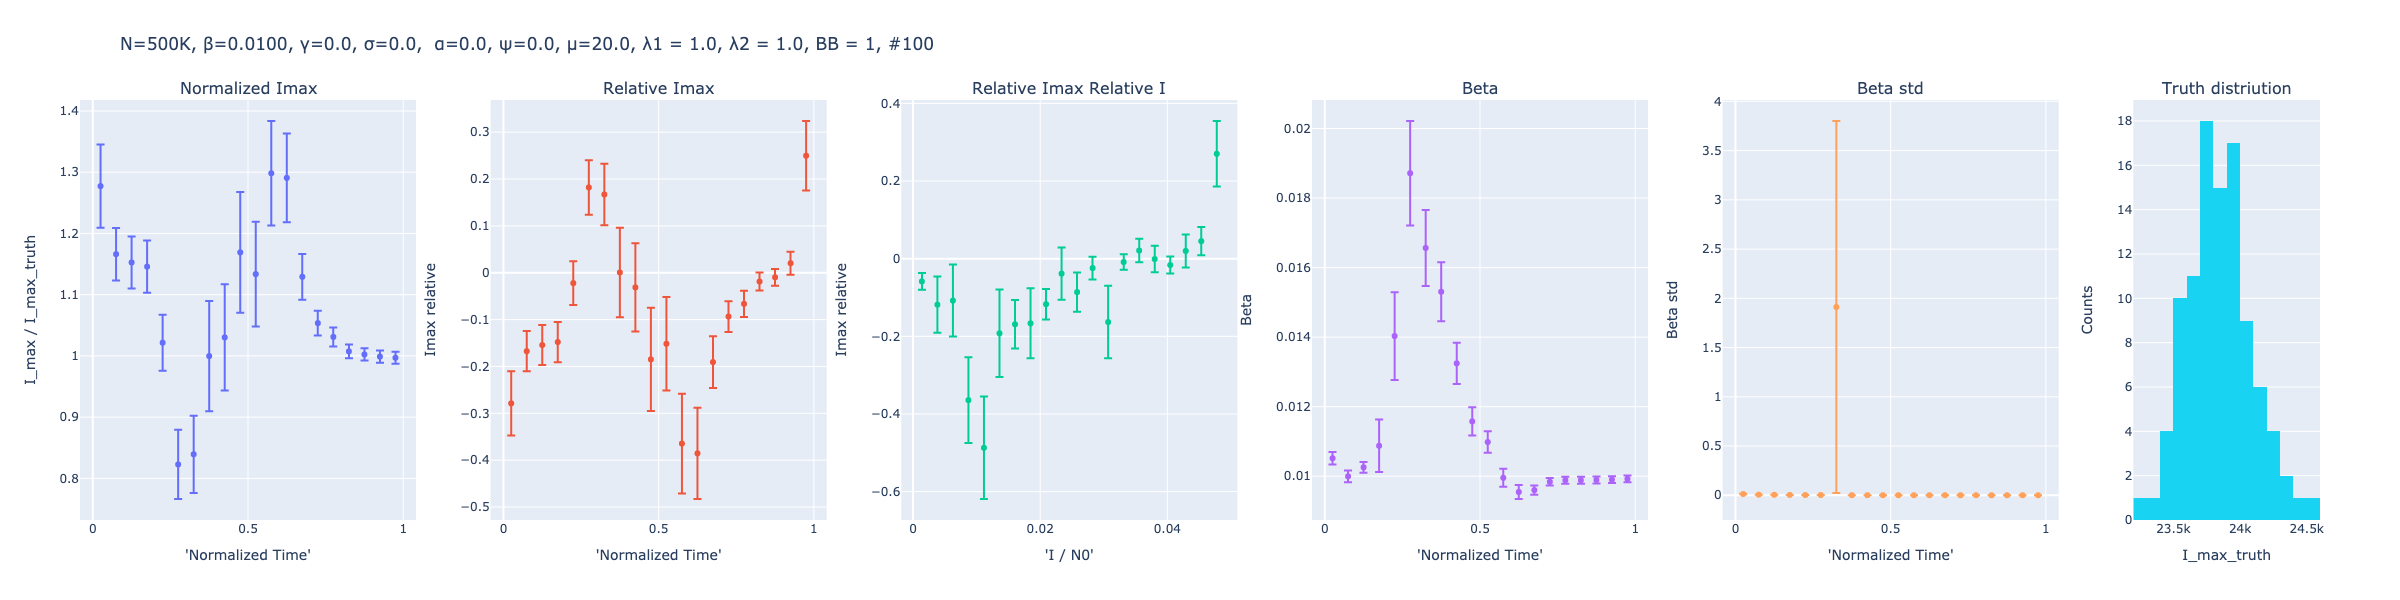 N=500K, β=0.0100, γ=0.0, σ=0.0,  α=0.0, ψ=0.0, μ=20.0, λ1 = 1.0, λ2 = 1.0, BB = 1, #100
Normalized Imax
I_max / I_max_truth
1.4
1.3
1.2
1.1
1
0.9
0.8
0
0.5
1
'Normalized Time'
Relative Imax
Imax relative
0.3
0.2
0.1
0
−0.1
−0.2
−0.3
−0.4
−0.5
0
0.5
1
'Normalized Time'
Relative Imax Relative I
Imax relative
0.4
0.2
0
−0.2
−0.4
−0.6
0
0.02
0.04
'I / N0'
Beta
Beta
0.02
0.018
0.016
0.014
0.012
0.01
0
0.5
1
'Normalized Time'
Beta std
Beta std
4
3.5
3
2.5
2
1.5
1
0.5
0
0
0.5
1
'Normalized Time'
Truth distriution
Counts
18
16
14
12
10
8
6
4
2
0
23.5k
24k
24.5k
I_max_truth